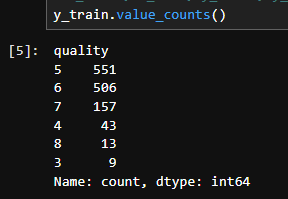 y_train.value_counts()
[5]: quality
5 551
6 506
7 157
4 43
8 13
3 9
Name: count, dtype: int64